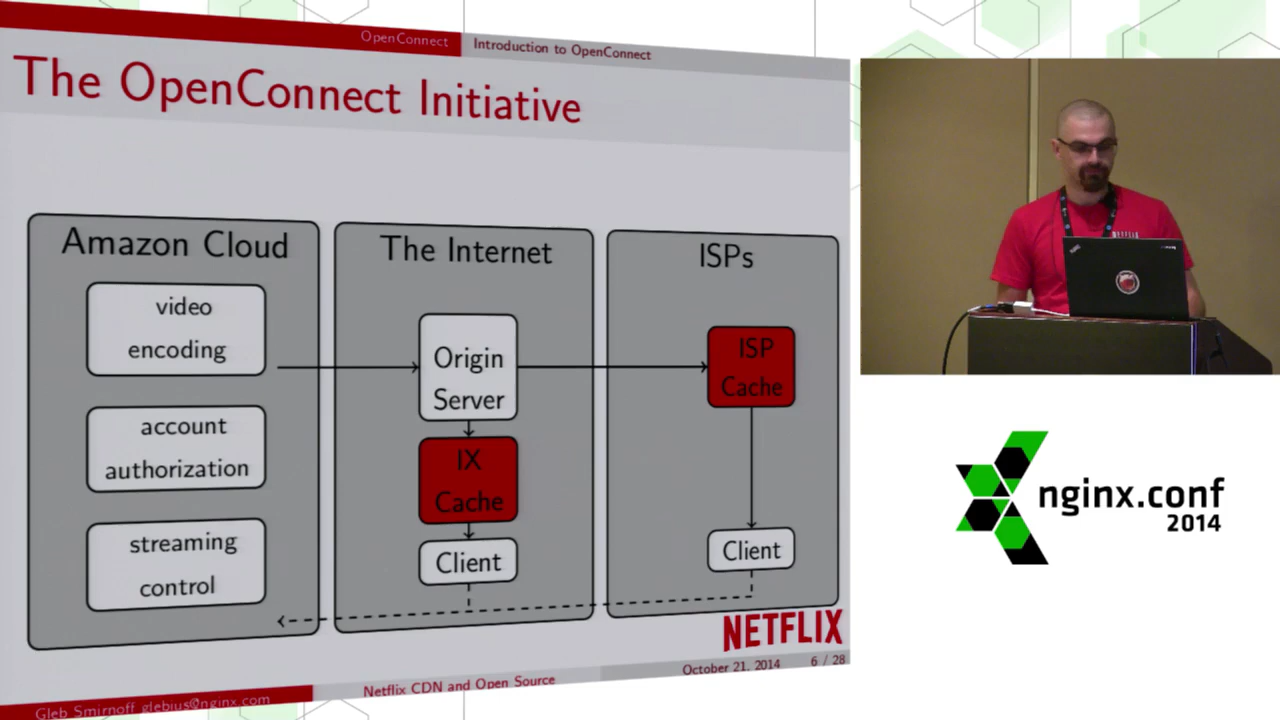 OpenConnect
Introduction to OpenConnect
The OpenConnect Initiative
Amazon Cloud
video
encoding
account
authorization
streaming
control
The Internet
Origin
Server
IX
Cache
Client
ISPs
ISP
Cache
Client
NETFLIX
Gleb Smirnoff glebius@nginx.com
Netflix CDN and Open Source
October 21, 2014
6 / 28
nginx.conf
2014